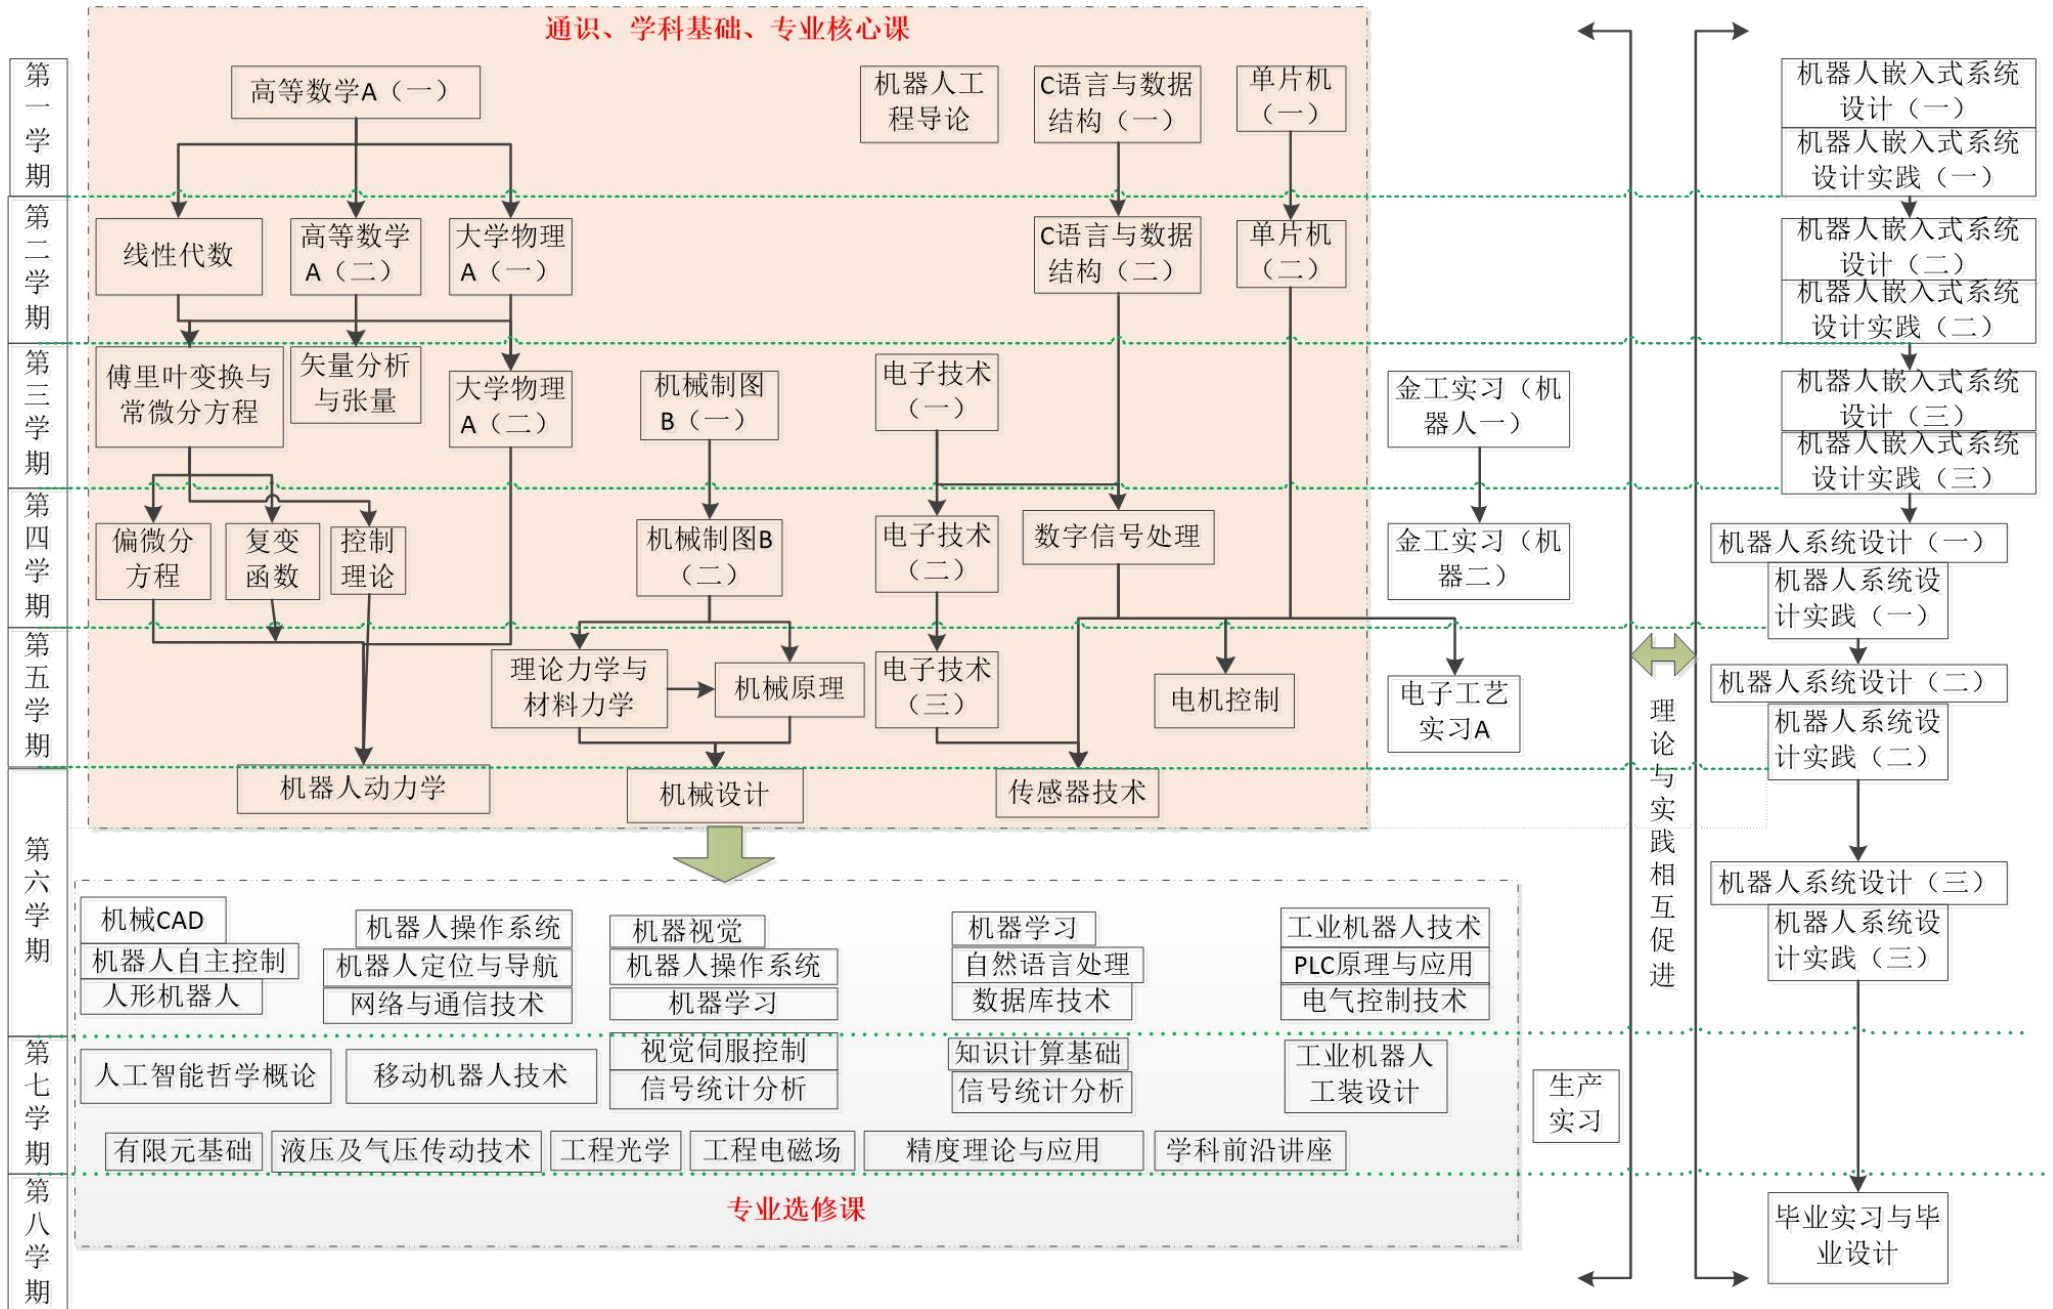 通识、学科基础、专业核心课
第一学期
高等数学A（一）
机器人工
程导论
C语言与数据
结构（一）
单片机
（一）
机器人嵌入式系统
设计（一）
机器人嵌入式系统
设计实践（一）
第二学期
线性代数
高等数学
A（二）
大学物理
A（一）
C语言与数据
结构（二）
单片机
（二）
机器人嵌入式系统
设计（二）
机器人嵌入式系统
设计实践（二）
第三学期
傅里叶变换与
常微分方程
矢量分析
与张量
大学物理
A（二）
机械制图
B（一）
电子技术
（一）
金工实习（机
器人一）
机器人嵌入式系统
设计（三）
机器人嵌入式系统
设计实践（三）
第四学期
偏微分
方程
复变
函数
控制
理论
机械制图B
（二）
电子技术
（二）
数字信号处理
金工实习（机
器二）
机器人系统设计（一）
机器人系统设
计实践（一）
第五学期
理论力学与
材料力学
机械原理
电子技术
（三）
电机控制
电子工艺
实习A
机器人系统设计（二）
机器人系统设
计实践（二）
理论与实践相互促进
第六学期
机器人动力学
机械设计
传感器技术
机器人系统设计（三）
机器人系统设
计实践（三）
机械CAD
机器人自主控制
人形机器人
机器人操作系统
机器人定位与导航
网络与通信技术
机器视觉
机器人操作系统
机器学习
机器学习
自然语言处理
数据库技术
工业机器人技术
PLC原理与应用
电气控制技术
第七学期
人工智能哲学概论
移动机器人技术
视觉伺服控制
信号统计分析
知识计算基础
信号统计分析
工业机器人
工装设计
生产
实习
有限元基础
液压及气压传动技术
工程光学
工程电磁场
精度理论与应用
学科前沿讲座
第八学期
专业选修课
毕业实习与毕
业设计